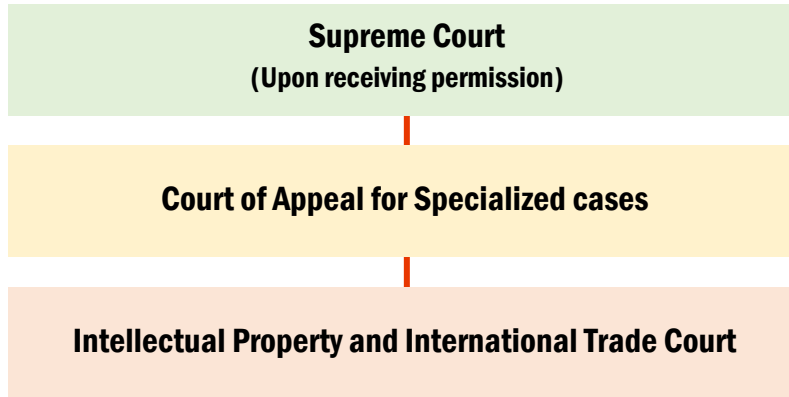 Supreme Court
(Upon receiving permission)
Court of Appeal for Specialized cases
Intellectual Property and International Trade Court